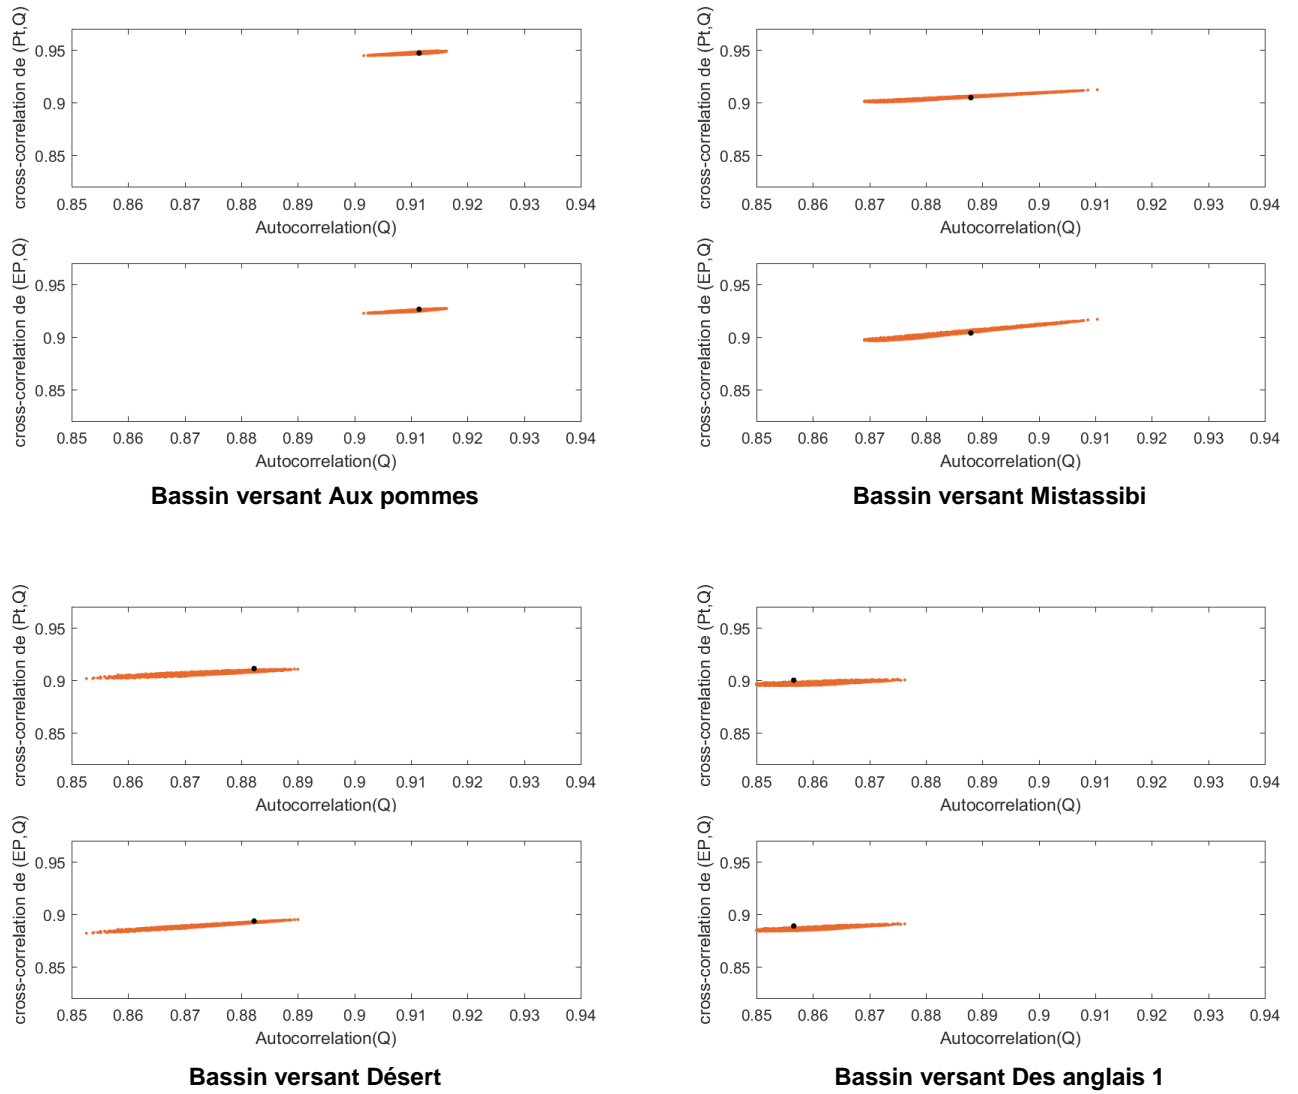 cross-correlation de (Pt,Q)
0.95
0.9
0.85
0.85 0.86 0.87 0.88 0.89 0.9 0.91 0.92 0.93 0.94
Autocorrelation(Q)
cross-correlation de (EP,Q)
0.95
0.9
0.85
0.85 0.86 0.87 0.88 0.89 0.9 0.91 0.92 0.93 0.94
Autocorrelation(Q)
Bassin versant Aux pommes
cross-correlation de (Pt,Q)
0.95
0.9
0.85
0.85 0.86 0.87 0.88 0.89 0.9 0.91 0.92 0.93 0.94
Autocorrelation(Q)
cross-correlation de (EP,Q)
0.95
0.9
0.85
0.85 0.86 0.87 0.88 0.89 0.9 0.91 0.92 0.93 0.94
Autocorrelation(Q)
Bassin versant Mistassibi
cross-correlation de (Pt,Q)
0.95
0.9
0.85
0.85 0.86 0.87 0.88 0.89 0.9 0.91 0.92 0.93 0.94
Autocorrelation(Q)
cross-correlation de (EP,Q)
0.95
0.9
0.85
0.85 0.86 0.87 0.88 0.89 0.9 0.91 0.92 0.93 0.94
Autocorrelation(Q)
Bassin versant Désert
cross-correlation de (Pt,Q)
0.95
0.9
0.85
0.85 0.86 0.87 0.88 0.89 0.9 0.91 0.92 0.93 0.94
Autocorrelation(Q)
cross-correlation de (EP,Q)
0.95
0.9
0.85
0.85 0.86 0.87 0.88 0.89 0.9 0.91 0.92 0.93 0.94
Autocorrelation(Q)
Bassin versant Des anglais 1